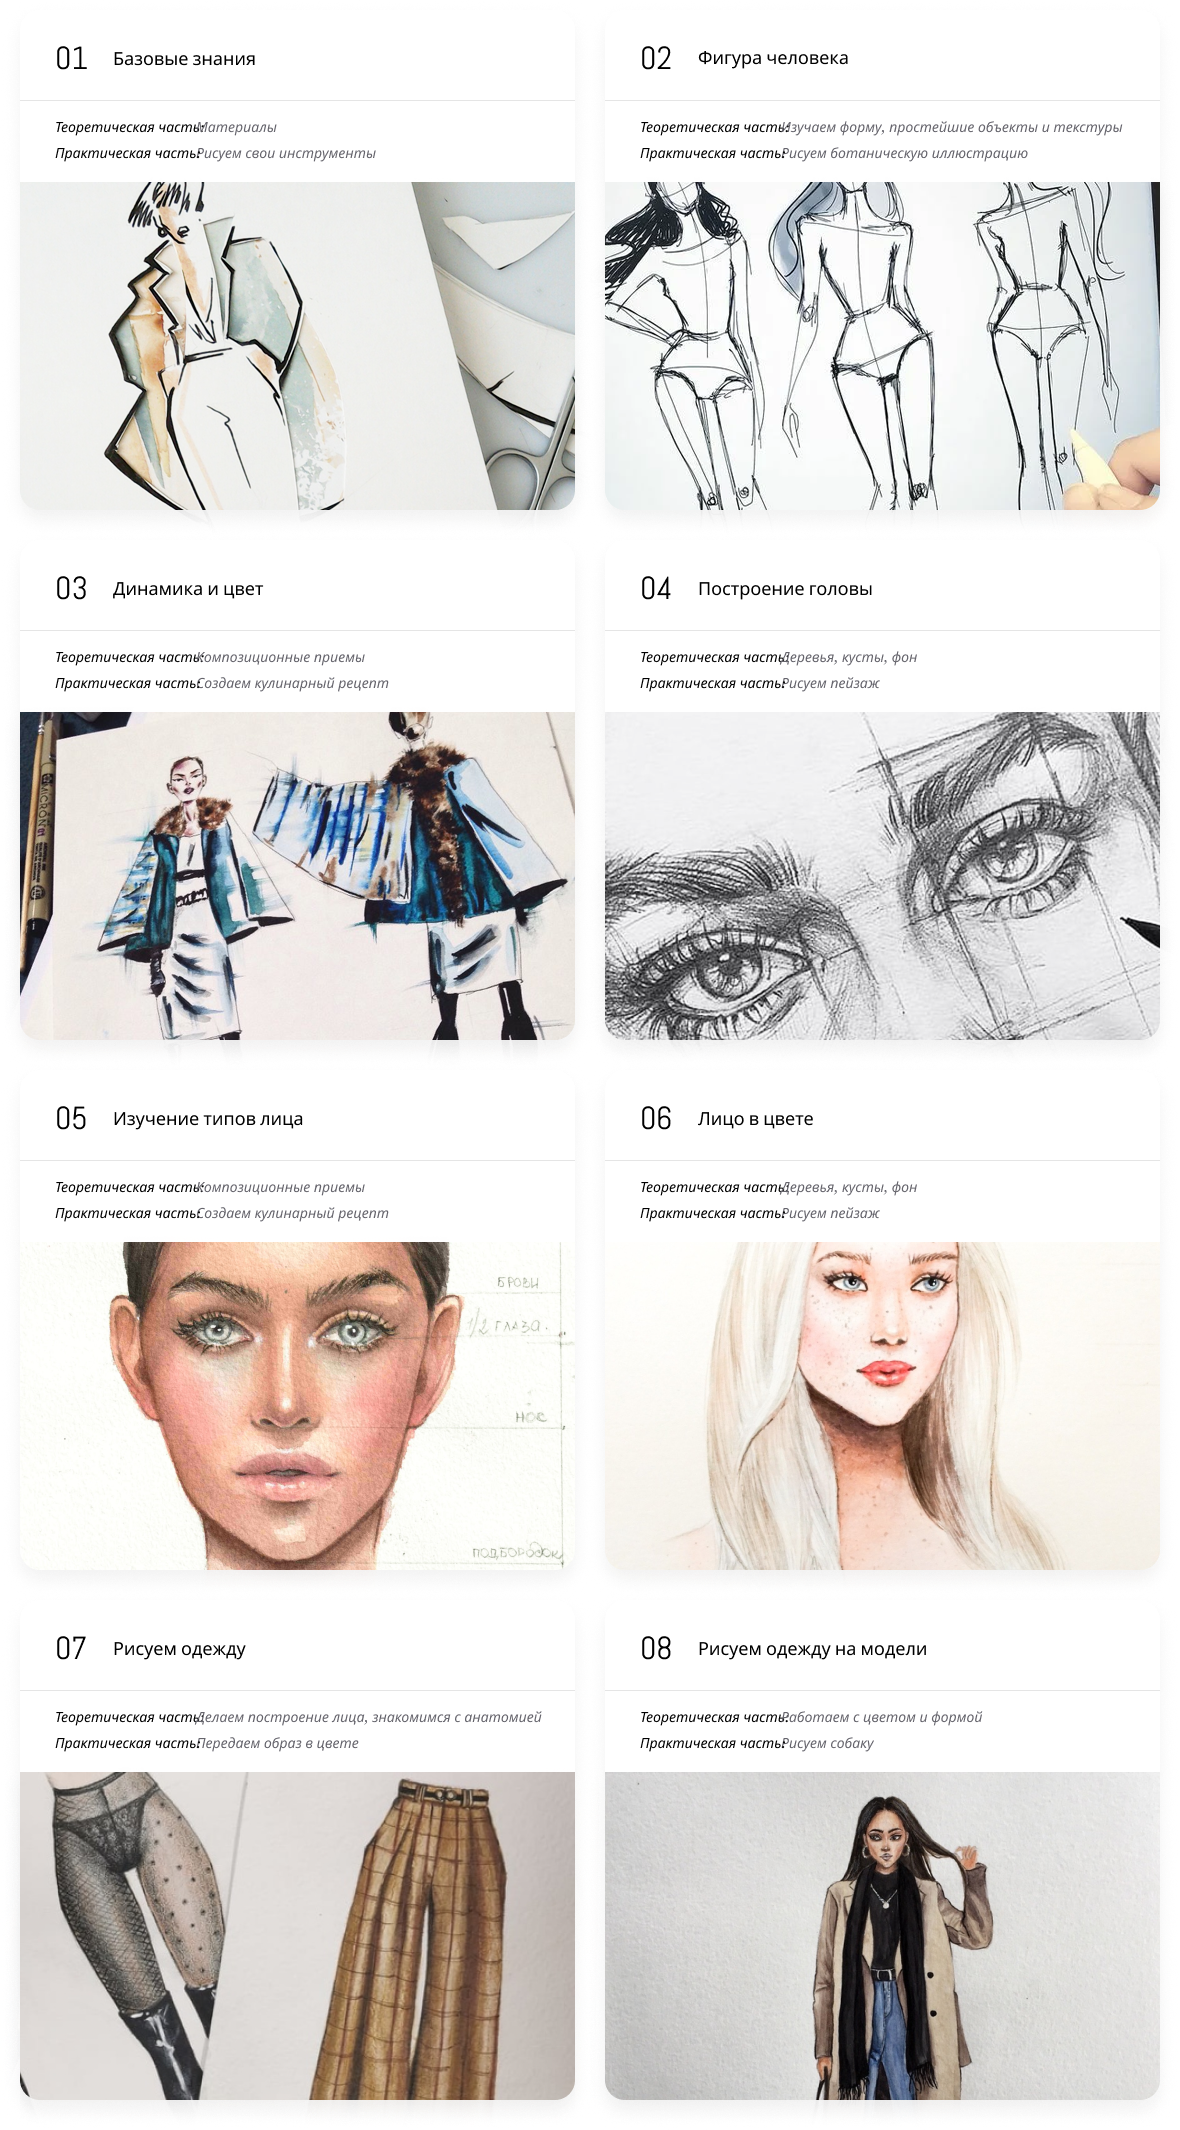 01 Базовые знания
Теоретическая часть: Материалы
Практическая часть: Рисуем свои инструменты
02 Фигура человека
Теоретическая часть: Изучаем форму, простейшие объекты и текстуры
Практическая часть: Рисуем ботаническую иллюстрацию
03 Динамика и цвет
Теоретическая часть: Композиционные приемы
Практическая часть: Создаем кулинарный рецепт
MICRON
04 Построение головы
Теоретическая часть: Деревья, кусты, фон
Практическая часть: Рисуем пейзаж
05 Изучение типов лица
Теоретическая часть: Композиционные приемы
Практическая часть: Создаем кулинарный рецепт
БРОВИ
1/2 ГЛАЗА.
НОС
ПОДБОРОДОК
06 Лицо в цвете
Теоретическая часть: Деревья, кусты, фон
Практическая часть: Рисуем пейзаж
07 Рисуем одежду
Теоретическая часть: Делаем построение лица, знакомимся с анатомией
Практическая часть: Передаем образ в цвете
08 Рисуем одежду на модели
Теоретическая часть: Работаем с цветом и формой
Практическая часть: Рисуем собаку